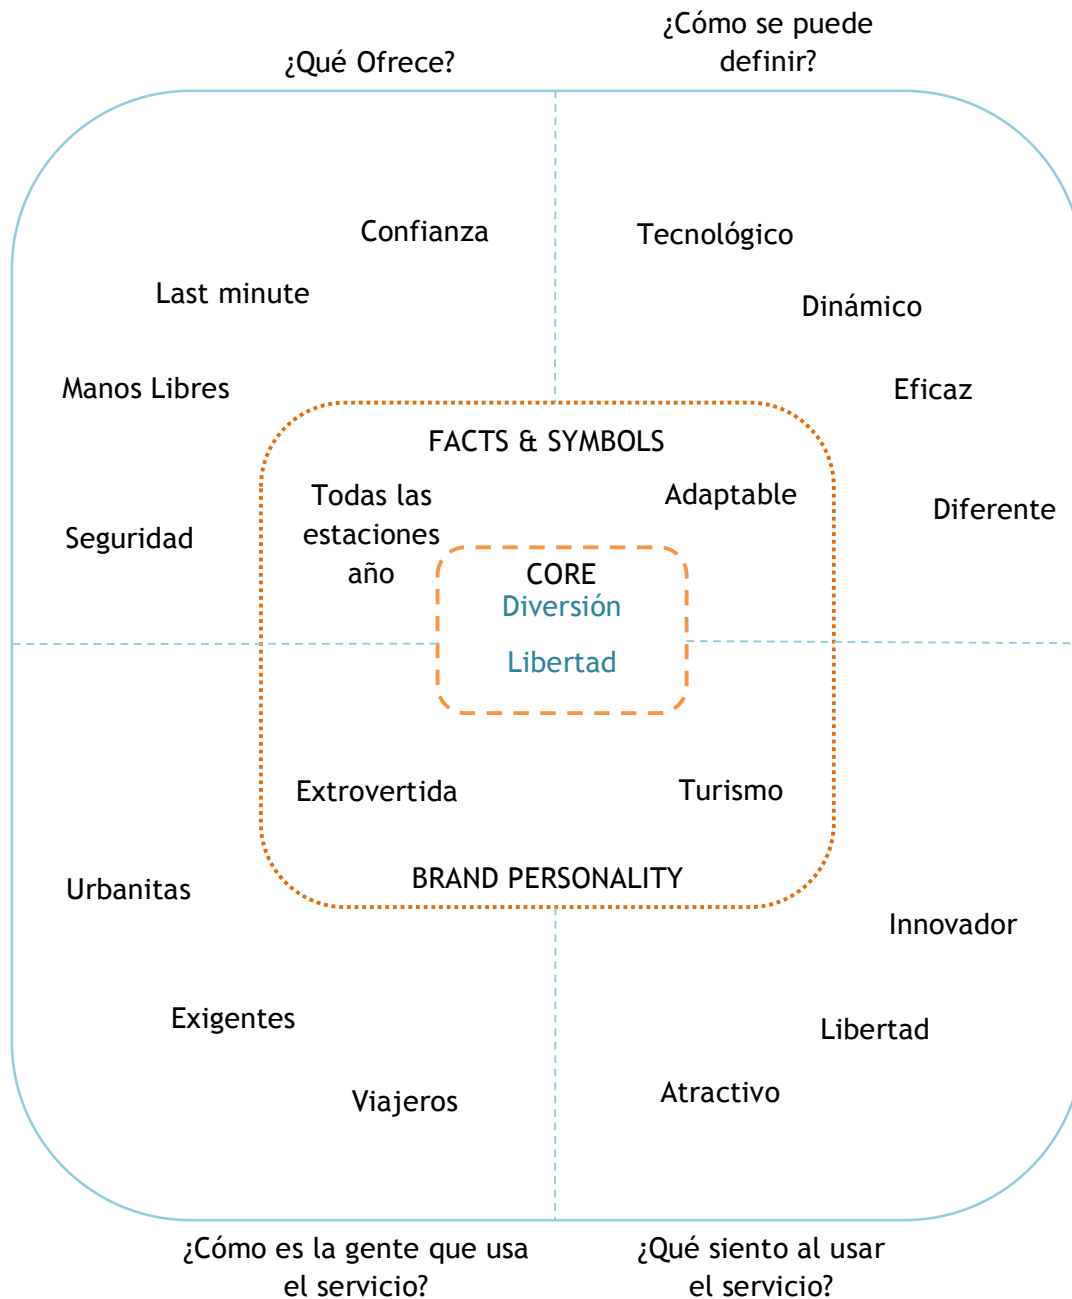 ¿Qué Ofrece?
¿Cómo se puede
definir?
Confianza
Last minute
Manos Libres
Seguridad
Tecnológico
Dinámico
Eficaz
Diferente
FACTS & SYMBOLS
Todas las
estaciones
año
Adaptable
CORE
Diversión
Libertad
Extrovertida
Turismo
BRAND PERSONALITY
Urbanitas
Exigentes
Viajeros
Innovador
Libertad
Atractivo
¿Cómo es la gente que usa
el servicio?
¿Qué siento al usar
el servicio?